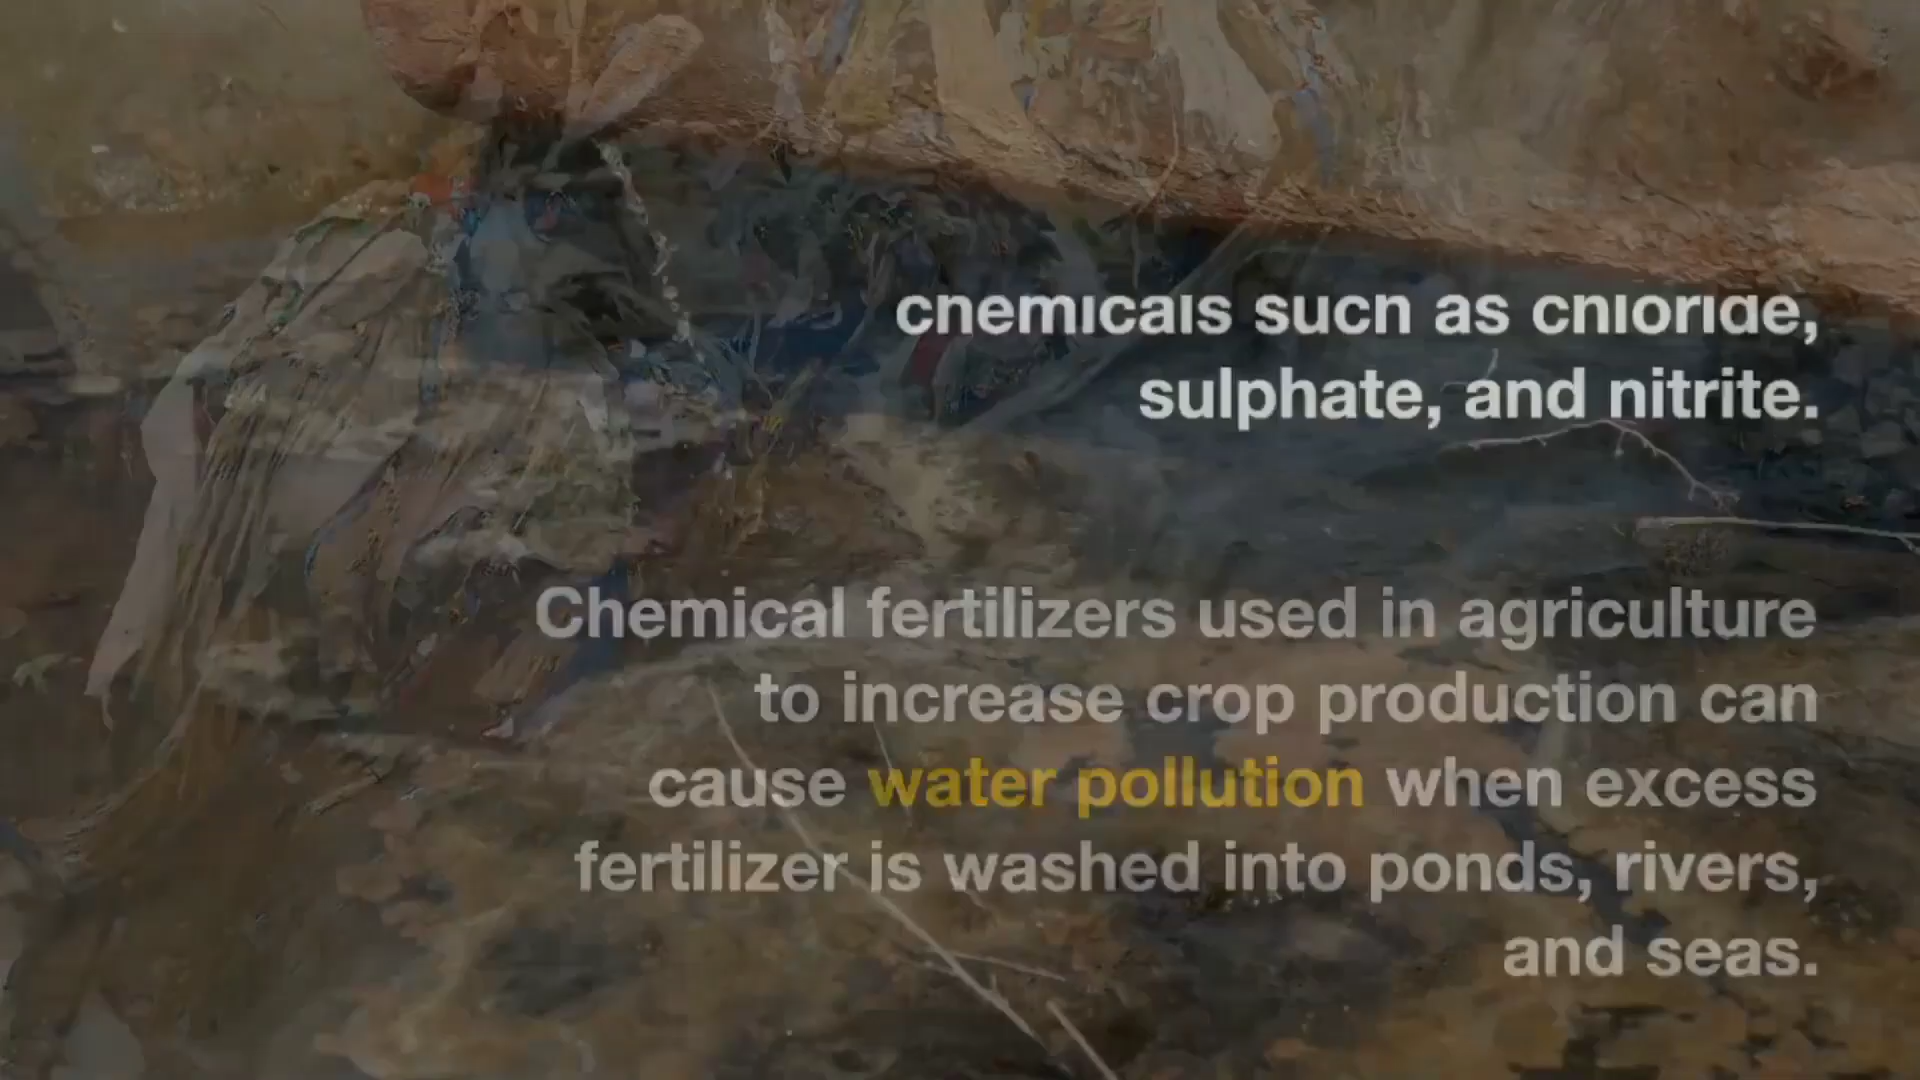 chemicals such as chloride,
sulphate, and nitrite.
Chemical fertilizers used in agriculture
to increase crop production can
cause water pollution when excess
fertilizer is washed into ponds, rivers,
and seas.